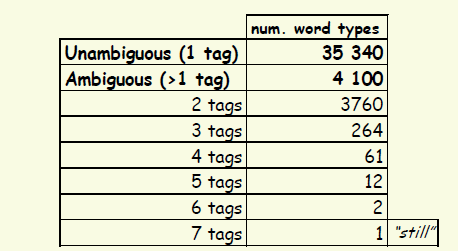 num. word types
Unambiguous (1 tag) 35 340
Ambiguous (>1 tag) 4 100
2 tags 3760
3 tags 264
4 tags 61
5 tags 12
6 tags 2
7 tags 1 "still"